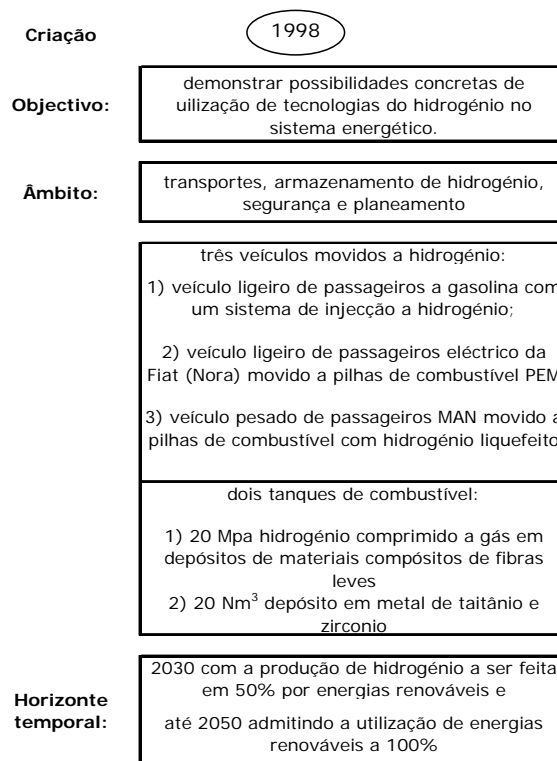 Criação
1998
Objectivo:
demonstrar possibilidades concretas de
uilização de tecnologias do hidrogénio no
sistema energético.
Âmbito:
transportes, armazenamento de hidrogénio,
segurança e planeamento
três veículos movidos a hidrogénio:
1) veículo ligeiro de passageiros a gasolina com
um sistema de injecção a hidrogénio;
2) veículo ligeiro de passageiros eléctrico da
Fiat (Nora) movido a pilhas de combustível PEM
3) veículo pesado de passageiros MAN movido a
pilhas de combustível com hidrogénio liquefeito
dois tanques de combustível:
1) 20 Mpa hidrogénio comprimido a gás em
depósitos de materiais compósitos de fibras
leves
2) 20 Nm³ depósito em metal de taitânio e
zirconio
Horizonte
temporal:
2030 com a produção de hidrogénio a ser feita
em 50% por energias renováveis e
até 2050 admitindo a utilização de energias
renováveis a 100%